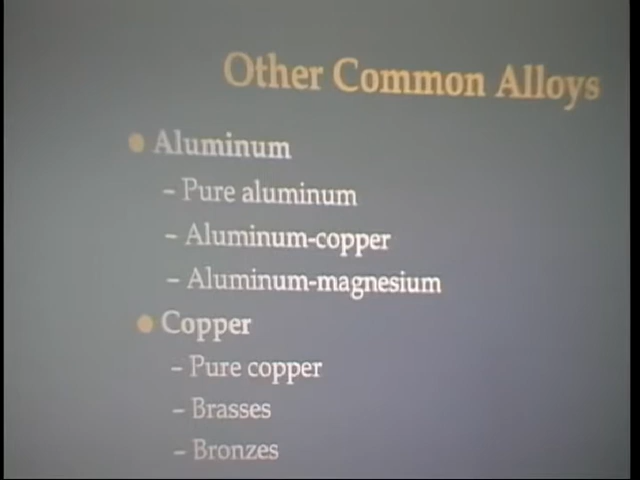 Other Common Alloys
Aluminum
– Pure aluminum
– Aluminum-copper
– Aluminum-magnesium
Copper
– Pure copper
– Brasses
– Bronzes